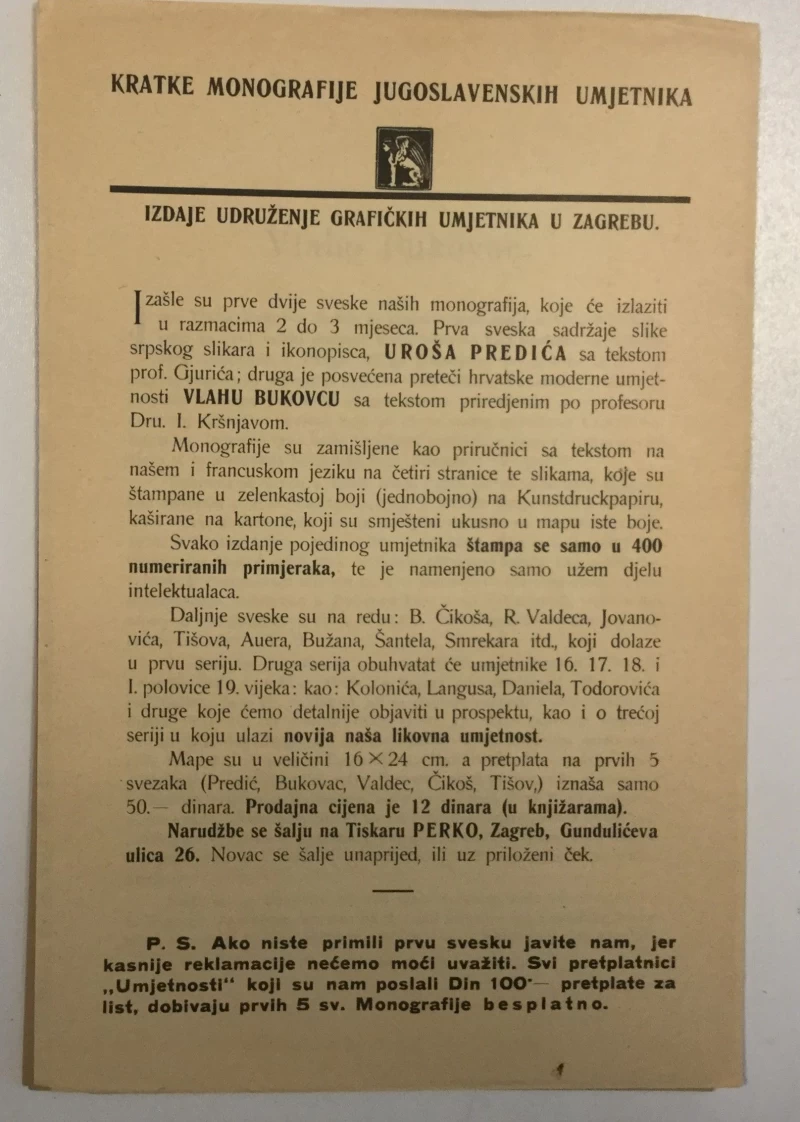 KRATKE MONOGRAFIJE JUGOSLAVENSKIH UMJETNIKA
IZDAJE UDRUŽENJE GRAFIČKIH UMJETNIKA U ZAGREBU.
Izašle su prve dvije sveske naših monografija, koje će izlaziti
u razmacima 2 do 3 mjeseca. Prva sveska sadržaje slike
srpskog slikara i ikonopisca, UROŠA PREDIĆA sa tekstom
prof. Gjurića; druga je posvećena preteči hrvatske moderne umjet-
nosti VLAHU BUKOVCU sa tekstom priredjenim po profesoru
Dru. I. Kršnjavom.
Monografije su zamišljene kao priručnici sa tekstom na
našem i francuskom jeziku na četiri stranice te slikama, koje su
štampane u zelenkastoj boji (jednobojno) na Kunstdruckpapiru,
kaširane na kartone, koji su smješteni ukusno u mapu iste boje.
Svako izdanje pojedinog umjetnika štampa se samo u 400
numeriranih primjeraka, te je namenjeno samo užem djelu
intelektualaca.
Daljnje sveske su na redu: B. Čikoša, R. Valdeca, Jovano-
vića, Tišova, Auera, Bužana, Šantela, Smrekara itd., koji dolaze
u prvu seriju. Druga serija obuhvatat će umjetnike 16. 17. 18. i
I. polovice 19. vijeka: kao: Kolonića, Langusa, Daniela, Todorovića
i druge koje ćemo detalnije objaviti u prospektu, kao i o trećoj
seriji u koju ulazi novija naša likovna umjetnost.
Mape su u veličini 16×24 cm. a pretplata na prvih 5
svezaka (Predić, Bukovac, Valdec, Čikoš, Tišov,) iznaša samo
50.— dinara. Prodajna cijena je 12 dinara (u knjižarama).
Narudžbe se šalju na Tiskaru PERKO, Zagreb, Gundulićeva
ulica 26. Novac se šalje unaprijed, ili uz priloženi ček.
P. S. Ako niste primili prvu svesku javite nam, jer
kasnije reklamacije nećemo moći uvažiti. Svi pretplatnici
„Umjetnosti“ koji su nam poslali Din 100·— pretplate za
list, dobivaju prvih 5 sv. Monografije besplatno.